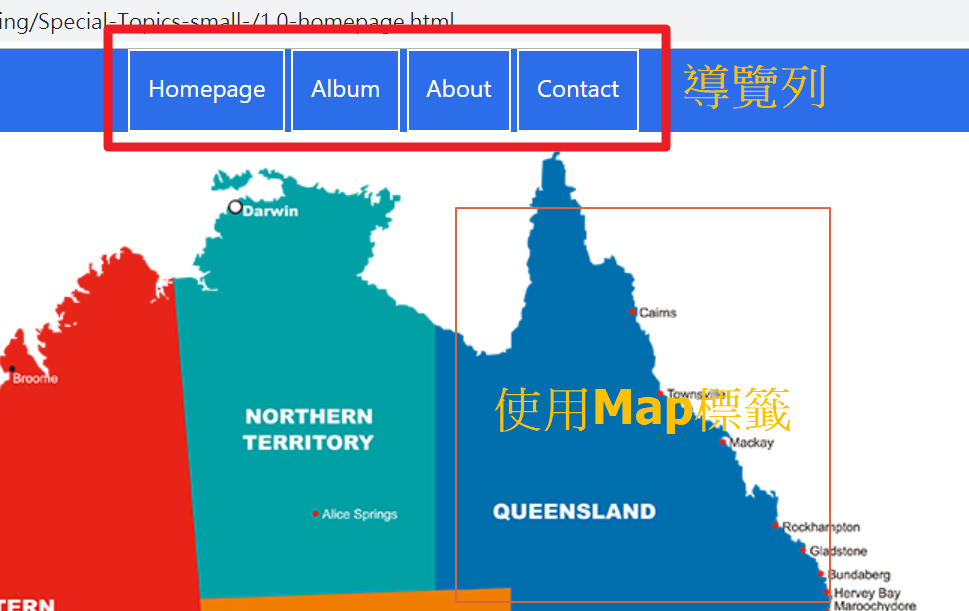 ing/Special-Topics-small-/1.0-homepage.html
Homepage Album About Contact 導覽列
Darwin
Cairns
Broome
Townsville
使用Map標籤
NORTHERN
TERRITORY
Mackay
Alice Springs
QUEENSLAND
Rockhampton
Gladstone
Bundaberg
Hervey Bay
TERN
Maroochydore